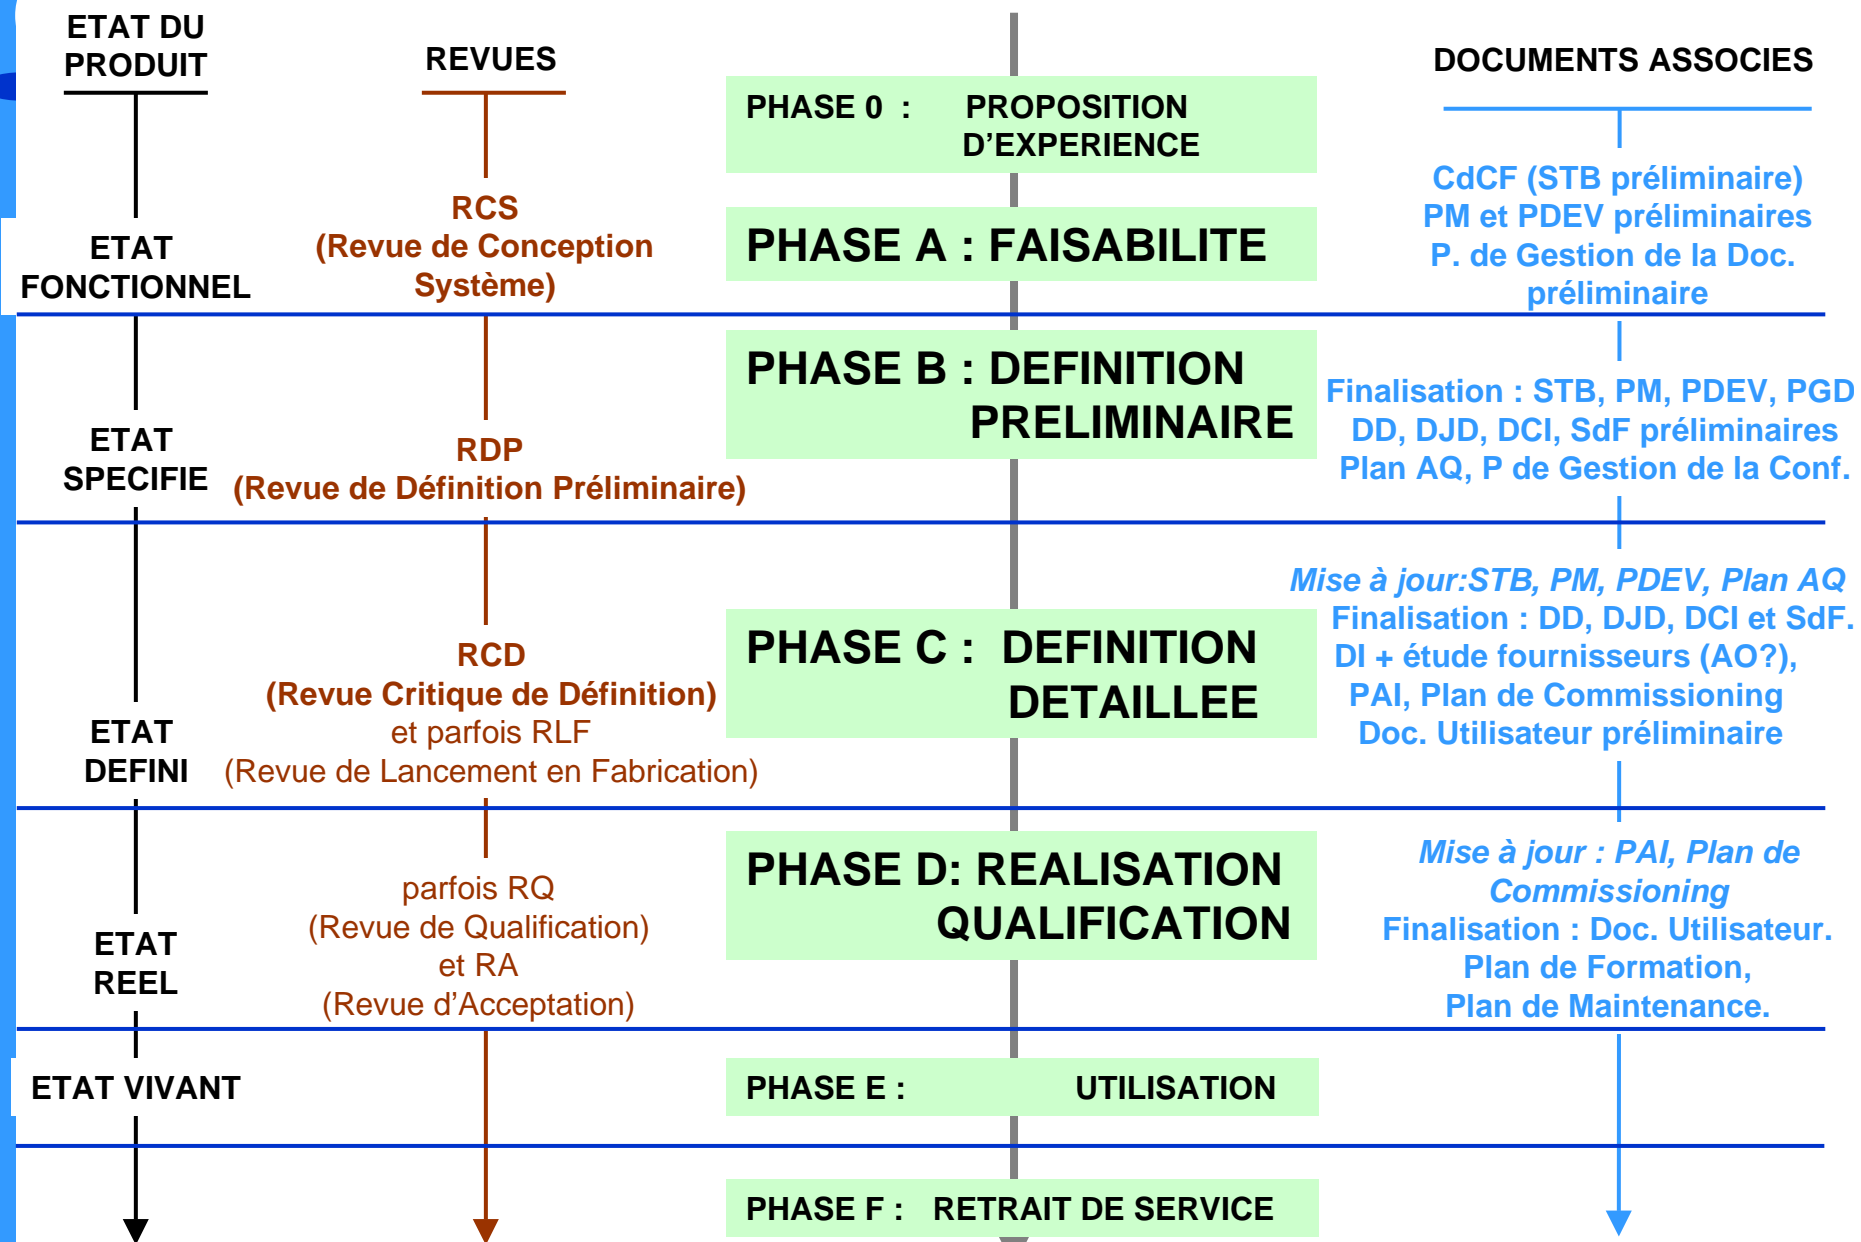 ETAT DU
PRODUIT
REVUES
DOCUMENTS ASSOCIES
PHASE 0 : PROPOSITION
D’EXPERIENCE
ETAT
FONCTIONNEL
RCS
(Revue de Conception
Système)
PHASE A : FAISABILITE
CdCF (STB préliminaire)
PM et PDEV préliminaires
P. de Gestion de la Doc.
préliminaire
ETAT
SPECIFIE
RDP
(Revue de Définition Préliminaire)
PHASE B : DEFINITION
PRELIMINAIRE
Finalisation : STB, PM, PDEV, PGD
DD, DJD, DCI, SdF préliminaires
Plan AQ, P de Gestion de la Conf.
ETAT
DEFINI
RCD
(Revue Critique de Définition)
et parfois RLF
(Revue de Lancement en Fabrication)
PHASE C : DEFINITION
DETAILLEE
Mise à jour:STB, PM, PDEV, Plan AQ
Finalisation : DD, DJD, DCI et SdF.
DI + étude fournisseurs (AO?),
PAI, Plan de Commissioning
Doc. Utilisateur préliminaire
ETAT
REEL
parfois RQ
(Revue de Qualification)
et RA
(Revue d’Acceptation)
PHASE D: REALISATION
QUALIFICATION
Mise à jour : PAI, Plan de
Commissioning
Finalisation : Doc. Utilisateur.
Plan de Formation,
Plan de Maintenance.
ETAT VIVANT
PHASE E : UTILISATION
PHASE F : RETRAIT DE SERVICE